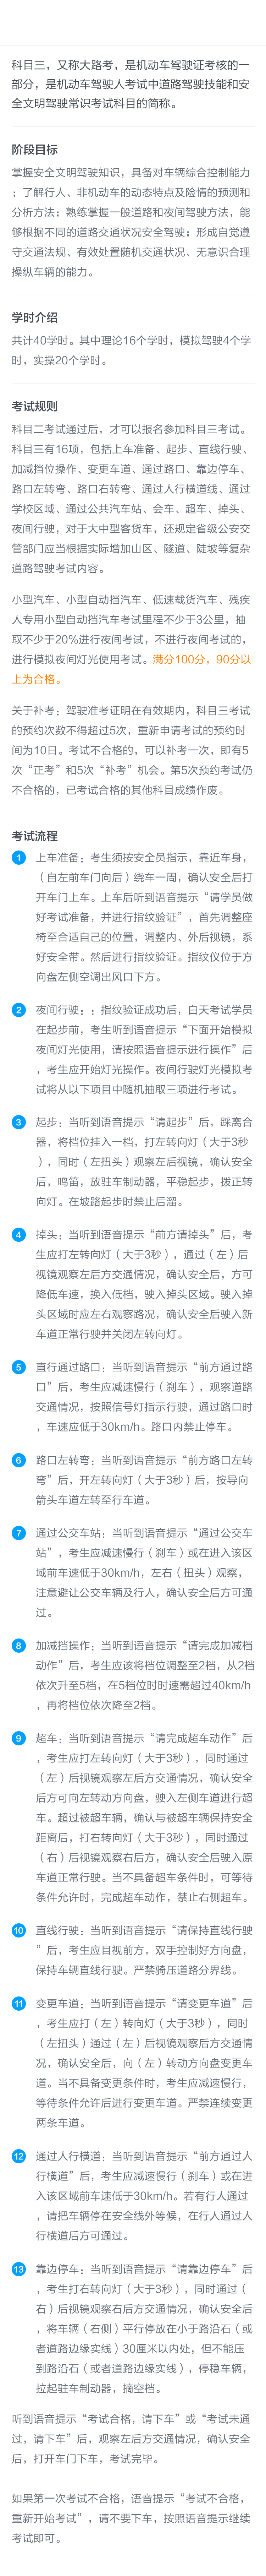 科目三，又称大路考，是机动车驾驶证考核的一
部分，是机动车驾驶人考试中道路驾驶技能和安
全文明驾驶常识考试科目的简称。
阶段目标
掌握安全文明驾驶知识，具备对车辆综合控制能力
；了解行人、非机动车的动态特点及险情的预测和
分析方法；熟练掌握一般道路和夜间驾驶方法，能
够根据不同的道路交通状况安全驾驶；形成自觉遵
守交通法规、有效处置随机交通状况、无意识合理
操纵车辆的能力。
学时介绍
共计40学时。其中理论16个学时，模拟驾驶4个学
时，实操20个学时。
考试规则
科目二考试通过后，才可以报名参加科目三考试。
科目三有16项，包括上车准备、起步、直线行驶、
加减挡位操作、变更车道、通过路口、靠边停车、
路口左转弯、路口右转弯、通过人行横道线、通过
学校区域、通过公共汽车站、会车、超车、掉头、
夜间行驶，对于大中型客货车，还规定省级公安交
管部门应当根据实际增加山区、隧道、陡坡等复杂
道路驾驶考试内容。
小型汽车、小型自动挡汽车、低速载货汽车、残疾
人专用小型自动挡汽车考试里程不少于3公里，抽
取不少于20%进行夜间考试，不进行夜间考试的，
进行模拟夜间灯光使用考试。满分100分，90分以
上为合格。
关于补考：驾驶准考证明在有效期内，科目三考试
的预约次数不得超过5次，重新申请考试的预约时
间为10日。考试不合格的，可以补考一次，即有5
次“正考”和5次“补考”机会。第5次预约考试仍
不合格的，已考试合格的其他科目成绩作废。
考试流程
1 上车准备：考生须按安全员指示，靠近车身，
（自左前车门向后）绕车一周，确认安全后打
开车门上车。上车后听到语音提示“请学员做
好考试准备，并进行指纹验证”，首先调整座
椅至合适自己的位置，调整内、外后视镜，系
好安全带。然后进行指纹验证。指纹仪位于方
向盘左侧空调出风口下方。
2 夜间行驶：：指纹验证成功后，白天考试学员
在起步前，考生听到语音提示“下面开始模拟
夜间灯光使用，请按照语音提示进行操作”后
，考生应开始灯光操作。夜间行驶灯光模拟考
试将从以下项目中随机抽取三项进行考试。
3 起步：当听到语音提示“请起步”后，踩离合
器，将档位挂入一档，打左转向灯（大于3秒
），同时（左扭头）观察左后视镜，确认安全
后，鸣笛，放驻车制动器，平稳起步，拨正转
向灯。在坡路起步时禁止后溜。
4 掉头：当听到语音提示“前方请掉头”后，考
生应打左转向灯（大于3秒），通过（左）后
视镜观察左后方交通情况，确认安全后，方可
降低车速，换入低档，驶入掉头区域。驶入掉
头区域时应左右观察路况，确认安全后驶入新
车道正常行驶并关闭左转向灯。
5 直行通过路口：当听到语音提示“前方通过路
口”后，考生应减速慢行（刹车），观察道路
交通情况，按照信号灯指示行驶，通过路口时
，车速应低于30km/h。路口内禁止停车。
6 路口左转弯：当听到语音提示“前方路口左转
弯”后，开左转向灯（大于3秒）后，按导向
箭头车道左转至行车道。
7 通过公交车站：当听到语音提示“通过公交车
站”，考生应减速慢行（刹车）或在进入该区
域前车速低于30km/h，左右（扭头）观察，
注意避让公交车辆及行人，确认安全后方可通
过。
8 加减挡操作：当听到语音提示“请完成加减档
动作”后，考生应该将档位调整至2档，从2档
依次升至5档，在5档位时时速需超过40km/h
，再将档位依次降至2档。
9 超车：当听到语音提示“请完成超车动作”后
，考生应打左转向灯（大于3秒），同时通过
（左）后视镜观察左后方交通情况，确认安全
后方可向左转动方向盘，驶入左侧车道进行超
车。超过被超车辆，确认与被超车辆保持安全
距离后，打右转向灯（大于3秒），同时通过
（右）后视镜观察右后方，确认安全后驶入原
车道正常行驶。当不具备超车条件时，可等待
条件允许时，完成超车动作，禁止右侧超车。
10 直线行驶：当听到语音提示“请保持直线行驶
”后，考生应目视前方，双手控制好方向盘，
保持车辆直线行驶。严禁骑压道路分界线。
11 变更车道：当听到语音提示“请变更车道”后
，考生应打（左）转向灯（大于3秒），同时
（左扭头）通过（左）后视镜观察后方交通情
况，确认安全后，向（左）转动方向盘变更车
道。当不具备变更条件时，考生应减速慢行，
等待条件允许后进行变更车道。严禁连续变更
两条车道。
12 通过人行横道：当听到语音提示“前方通过人
行横道”后，考生应减速慢行（刹车）或在进
入该区域前车速低于30km/h。若有行人通过
，请把车辆停在安全线外等候，在行人通过人
行横道后方可通过。
13 靠边停车：当听到语音提示“请靠边停车”后
，考生打右转向灯（大于3秒），同时通过（
右）后视镜观察右后方交通情况，确认安全后
，将车辆（右侧）平行停放在小于路沿石（或
者道路边缘实线）30厘米以内处，但不能压
到路沿石（或者道路边缘实线），停稳车辆，
拉起驻车制动器，摘空档。
听到语音提示“考试合格，请下车”或“考试未通
过，请下车”后，观察左后方交通情况，确认安全
后，打开车门下车，考试完毕。
如果第一次考试不合格，语音提示“考试不合格，
重新开始考试”，请不要下车，按照语音提示继续
考试即可。